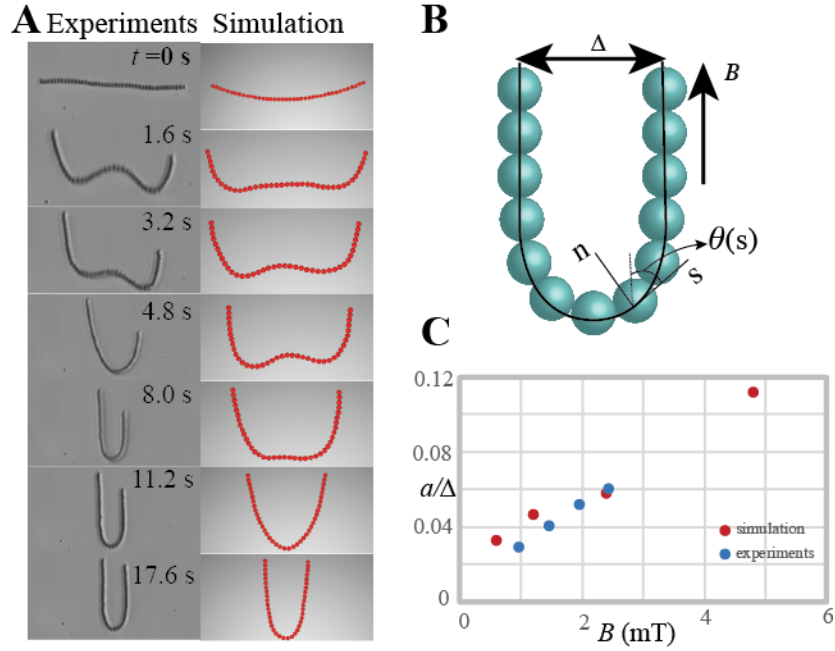 A Experiments Simulation
t = 0 s
1.6 s
3.2 s
4.8 s
8.0 s
11.2 s
17.6 s
B
Δ
B
n
θ(s)
s
C
0.12
0.08
a/Δ
0.04
0
simulation
experiments
0 2 4 6
B (mT)